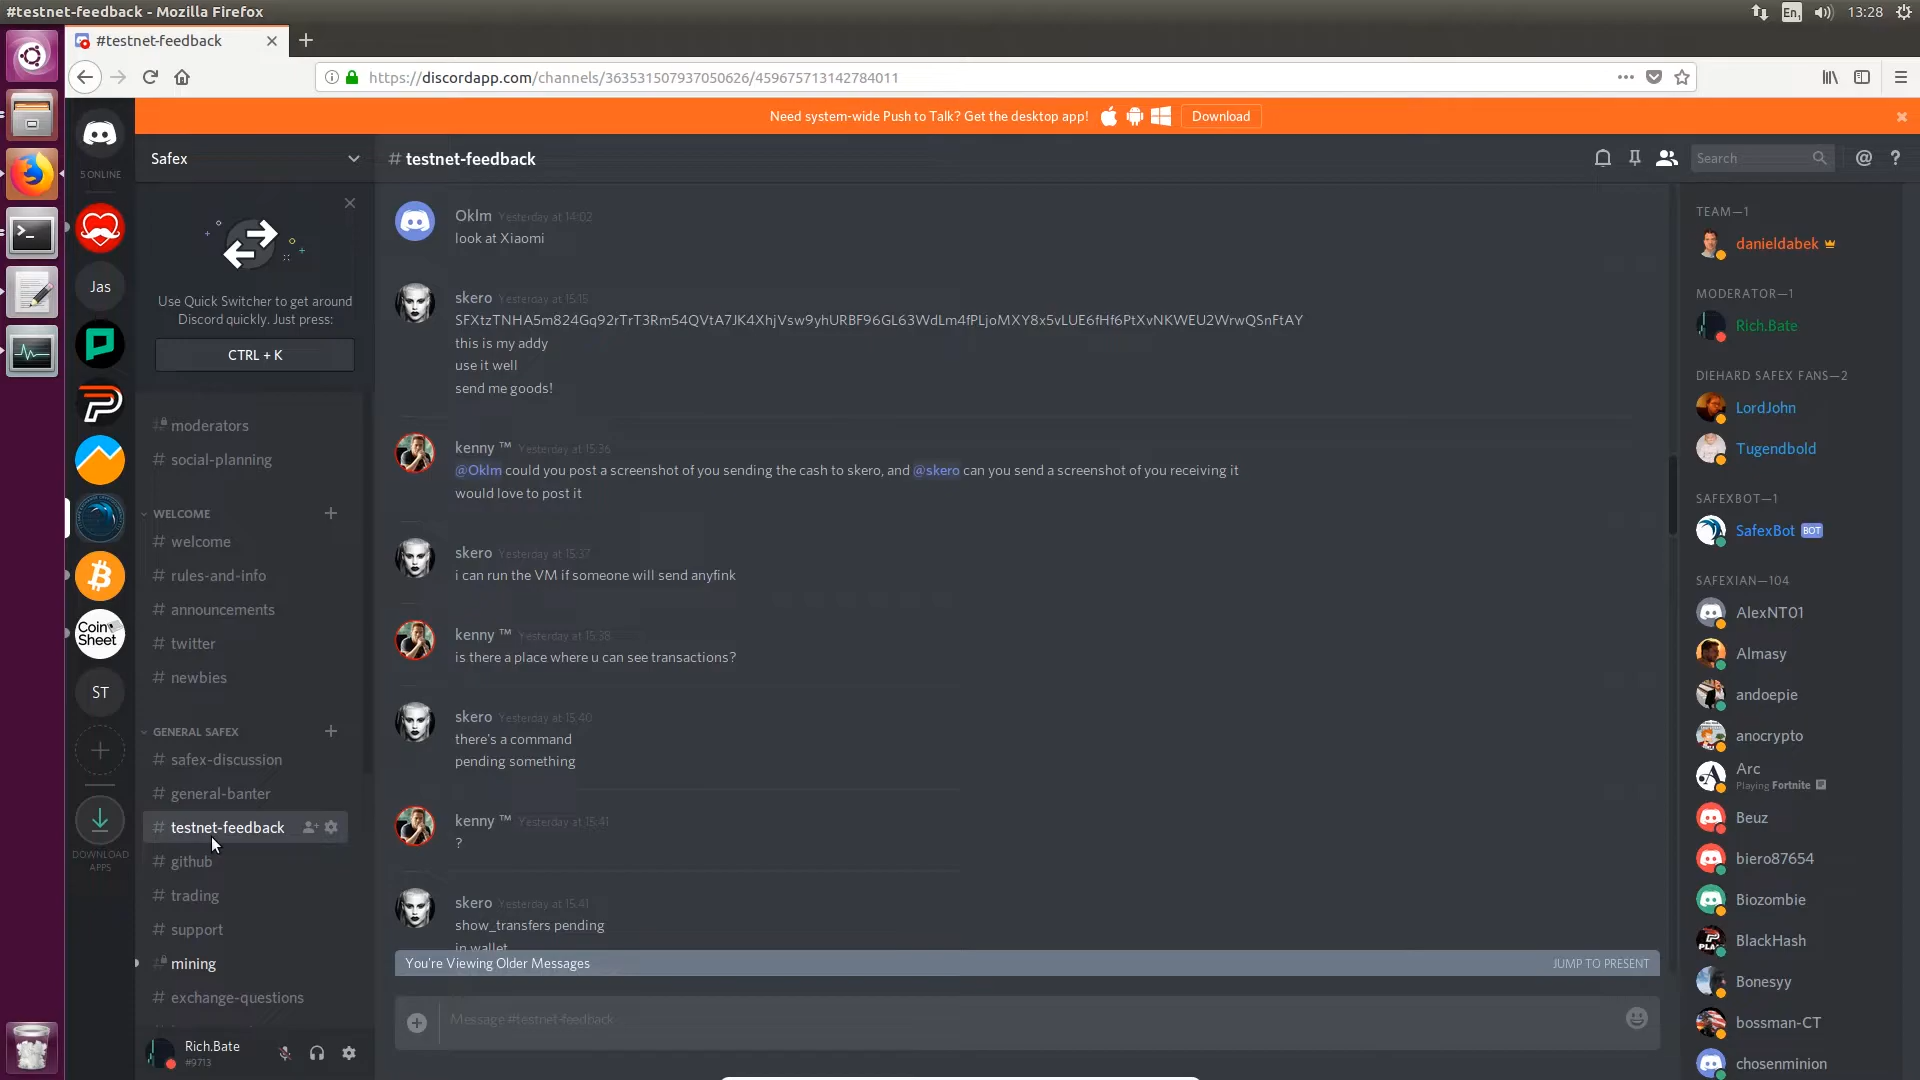 #testnet-feedback - Mozilla Firefox
En,
13:28
#testnet-feedback
https://discordapp.com/channels/363531507937050626/459675713142784011
Need system-wide Push to Talk? Get the desktop app!
Download
5 ONLINE
Jas
Coin Sheet
ST
DOWNLOAD APPS
Safex
Use Quick Switcher to get around
Discord quickly. Just press:
CTRL + K
moderators
social-planning
WELCOME
# welcome
# rules-and-info
# announcements
# twitter
# newbies
GENERAL SAFEX
# safex-discussion
# general-banter
# testnet-feedback
# github
# trading
# support
mining
# exchange-questions
Rich.Bate
#9713
# testnet-feedback
Search
Oklm Yesterday at 14:02
look at Xiaomi
skero Yesterday at 15:15
SFXtzTNHA5m824Gq92rTrT3Rm54QVtA7JK4XhjVsw9yhURBF96GL63WdLm4fPLjoMXY8x5vLUE6fHf6PtXvNKWEU2WrwQSnFtAY
this is my addy
use it well
send me goods!
kenny ™ Yesterday at 15:36
@Oklm could you post a screenshot of you sending the cash to skero, and @skero can you send a screenshot of you receiving it
would love to post it
skero Yesterday at 15:37
i can run the VM if someone will send anyfink
kenny ™ Yesterday at 15:38
is there a place where u can see transactions?
skero Yesterday at 15:40
there's a command
pending something
kenny ™ Yesterday at 15:41
?
skero Yesterday at 15:41
show_transfers pending
in wallet
You're Viewing Older Messages
JUMP TO PRESENT
Message #testnet-feedback
TEAM—1
danieldabek
MODERATOR—1
Rich.Bate
DIEHARD SAFEX FANS—2
LordJohn
Tugendbold
SAFEXBOT—1
SafexBot BOT
SAFEXIAN—104
AlexNT01
Almasy
andoepie
anocrypto
Arc
Playing Fortnite
Beuz
biero87654
Biozombie
BlackHash
Bonesyy
bossman-CT
chosenminion